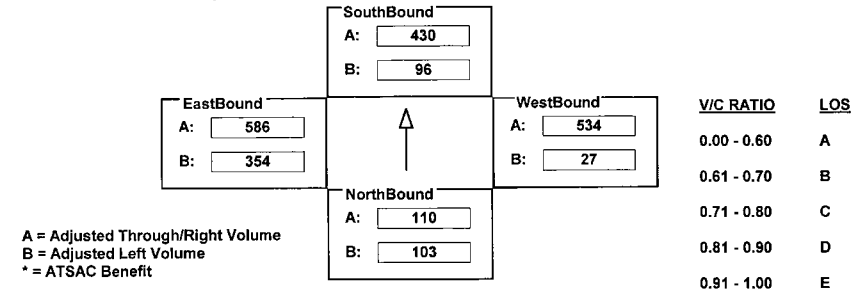 SouthBound
A: 430
B: 96
EastBound
A: 586
B: 354
WestBound
A: 534
B: 27
NorthBound
A: 110
B: 103
A = Adjusted Through/Right Volume
B = Adjusted Left Volume
* = ATSAC Benefit
V/C RATIO LOS
0.00 - 0.60 A
0.61 - 0.70 B
0.71 - 0.80 C
0.81 - 0.90 D
0.91 - 1.00 E